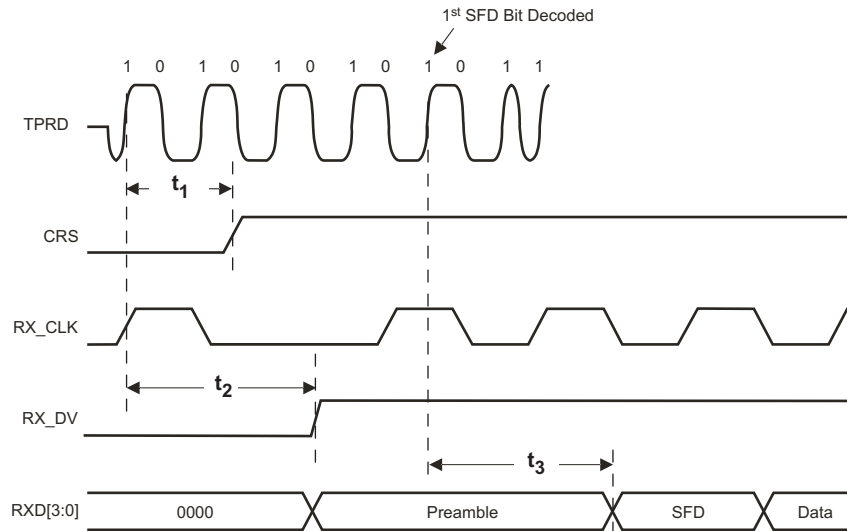 1st SFD Bit Decoded
1 0 1 0 1 0 1 0 1 0 1 1
TPRD
t1
CRS
RX_CLK
t2
RX_DV
t3
RXD[3:0] 0000 Preamble SFD Data